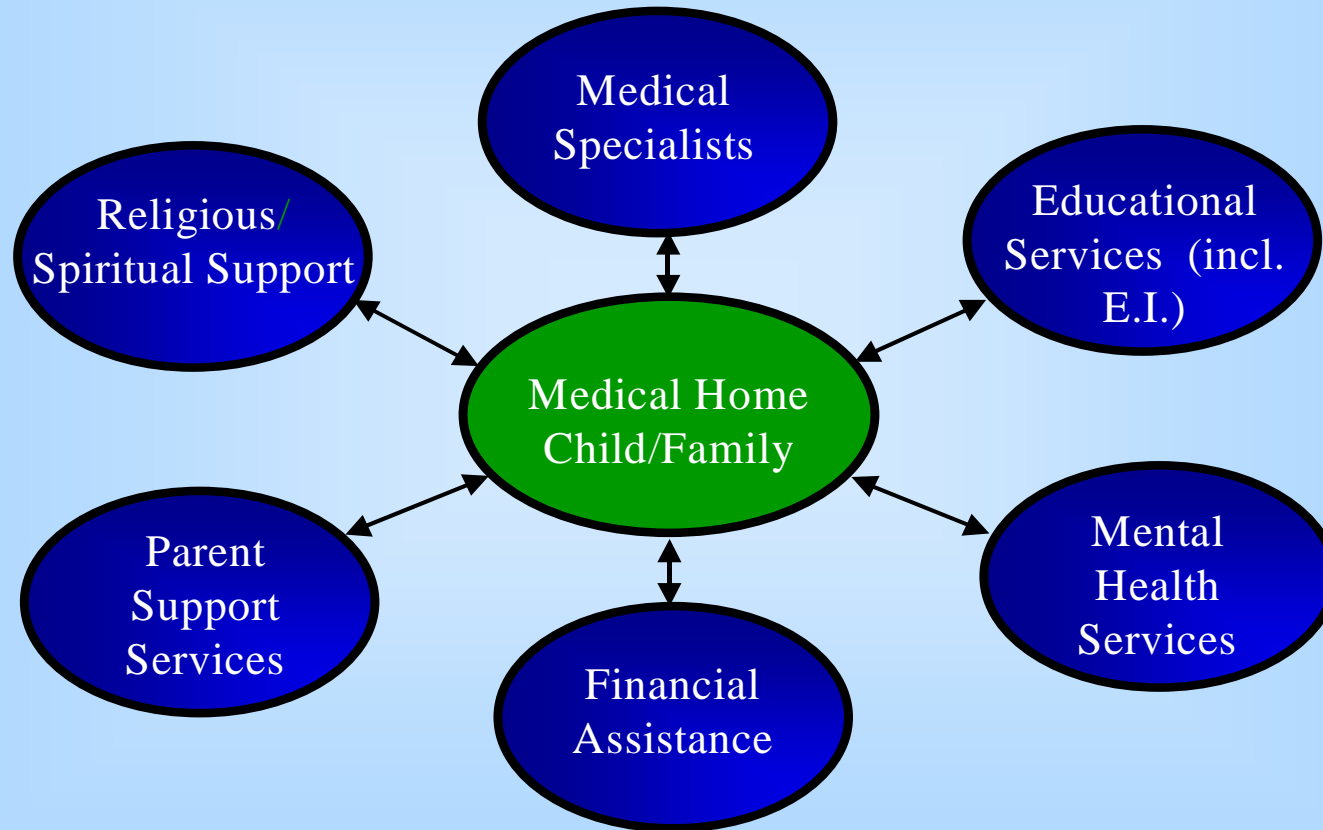 Medical
Specialists
Religious/
Spiritual Support
Educational
Services (incl.
E.I.)
Medical Home
Child/Family
Parent
Support
Services
Mental
Health
Services
Financial
Assistance